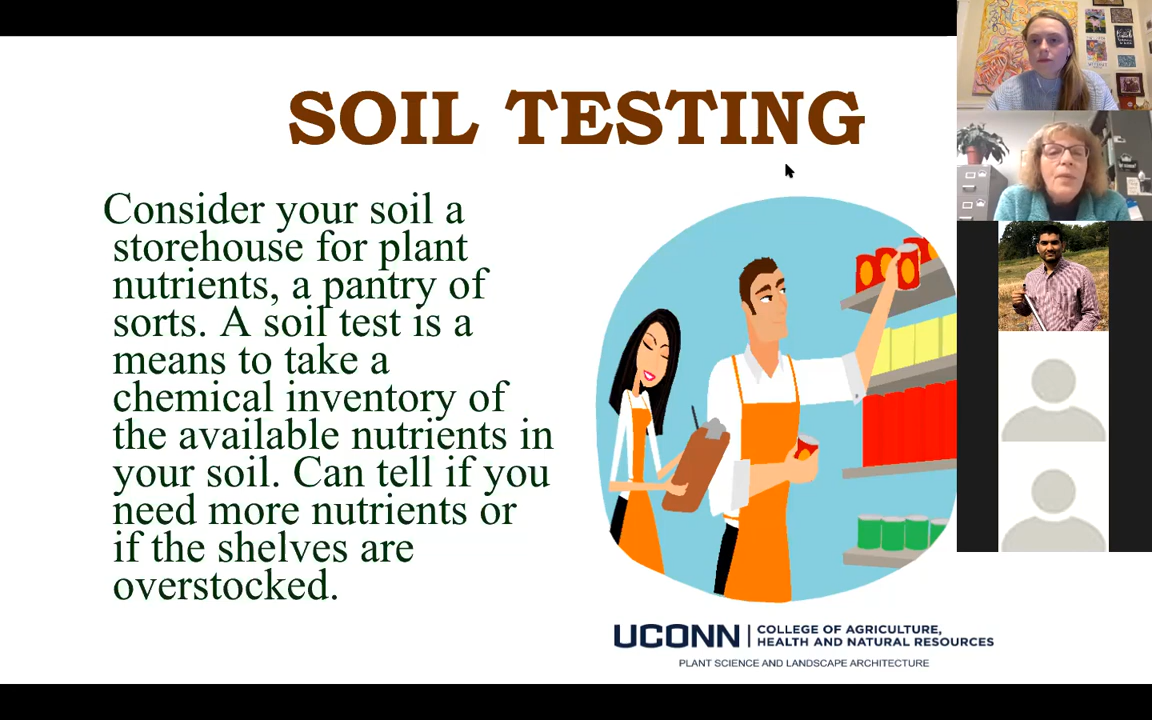 SOIL TESTING
Consider your soil a
storehouse for plant
nutrients, a pantry of
sorts. A soil test is a
means to take a
chemical inventory of
the available nutrients in
your soil. Can tell if you
need more nutrients or
if the shelves are
overstocked.
UCONN | COLLEGE OF AGRICULTURE,
HEALTH AND NATURAL RESOURCES
PLANT SCIENCE AND LANDSCAPE ARCHITECTURE